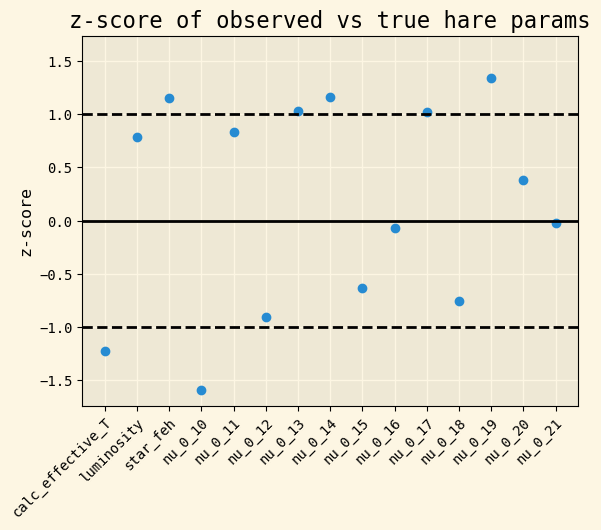 z-score of observed vs true hare params
z-score
1.5
1.0
0.5
0.0
−0.5
−1.0
−1.5
calc_effective_T
luminosity
star_feh
nu_0_10
nu_0_11
nu_0_12
nu_0_13
nu_0_14
nu_0_15
nu_0_16
nu_0_17
nu_0_18
nu_0_19
nu_0_20
nu_0_21